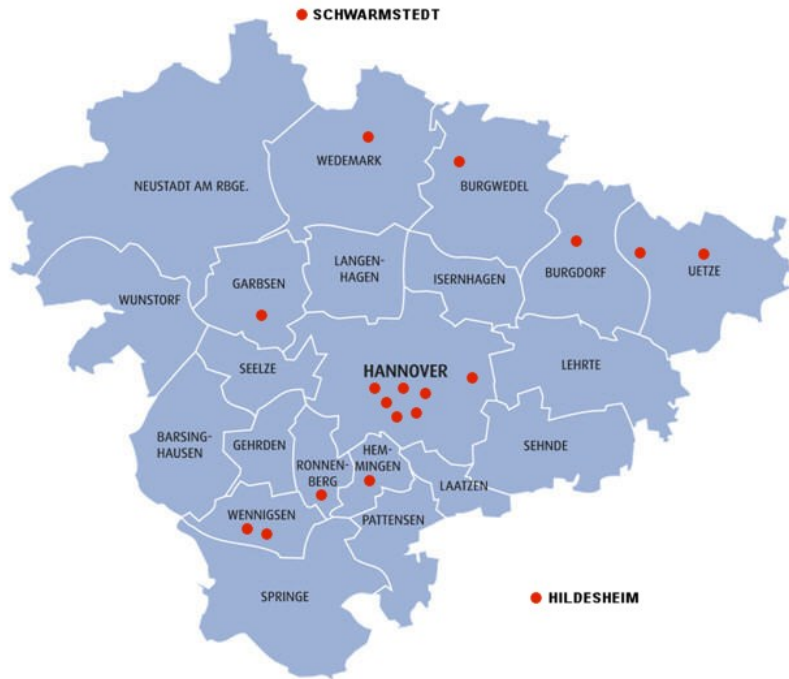 SCHWARMSTEDT
WEDEMARK
NEUSTADT AM RBGE.
BURGWEDEL
LANGEN-
HAGEN
ISERNHAGEN
BURGDORF
UETZE
GARBSEN
WUNSTORF
SEELZE
HANNOVER
LEHRTE
BARSING-
HAUSEN
GEHRDEN
RONNEN-
BERG
HEM-
MINGEN
SEHNDE
LAATZEN
WENNIGSEN
PATTENSEN
SPRINGE
HILDESHEIM